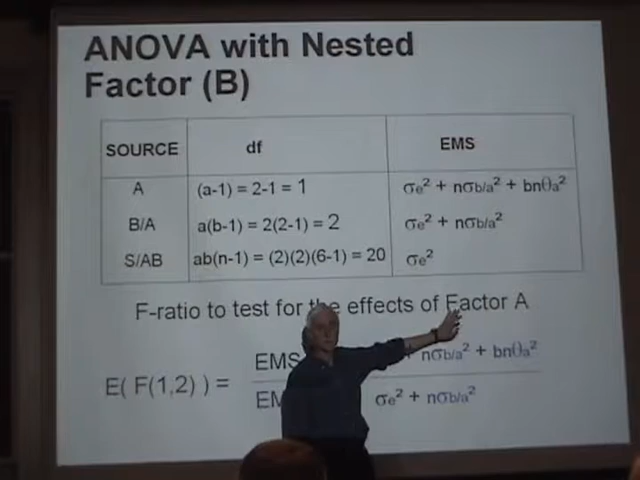 ANOVA with Nested
Factor (B)
SOURCE df EMS
A (a-1) = 2-1 = 1 σe² + nσb/a² + bnθa²
B/A a(b-1) = 2(2-1) = 2 σe² + nσb/a²
S/AB ab(n-1) = (2)(2)(6-1) = 20 σe²
F-ratio to test for the effects of Factor A
EMS + nσb/a² + bnθa²
E( F(1,2) ) =
σe² + nσb/a²